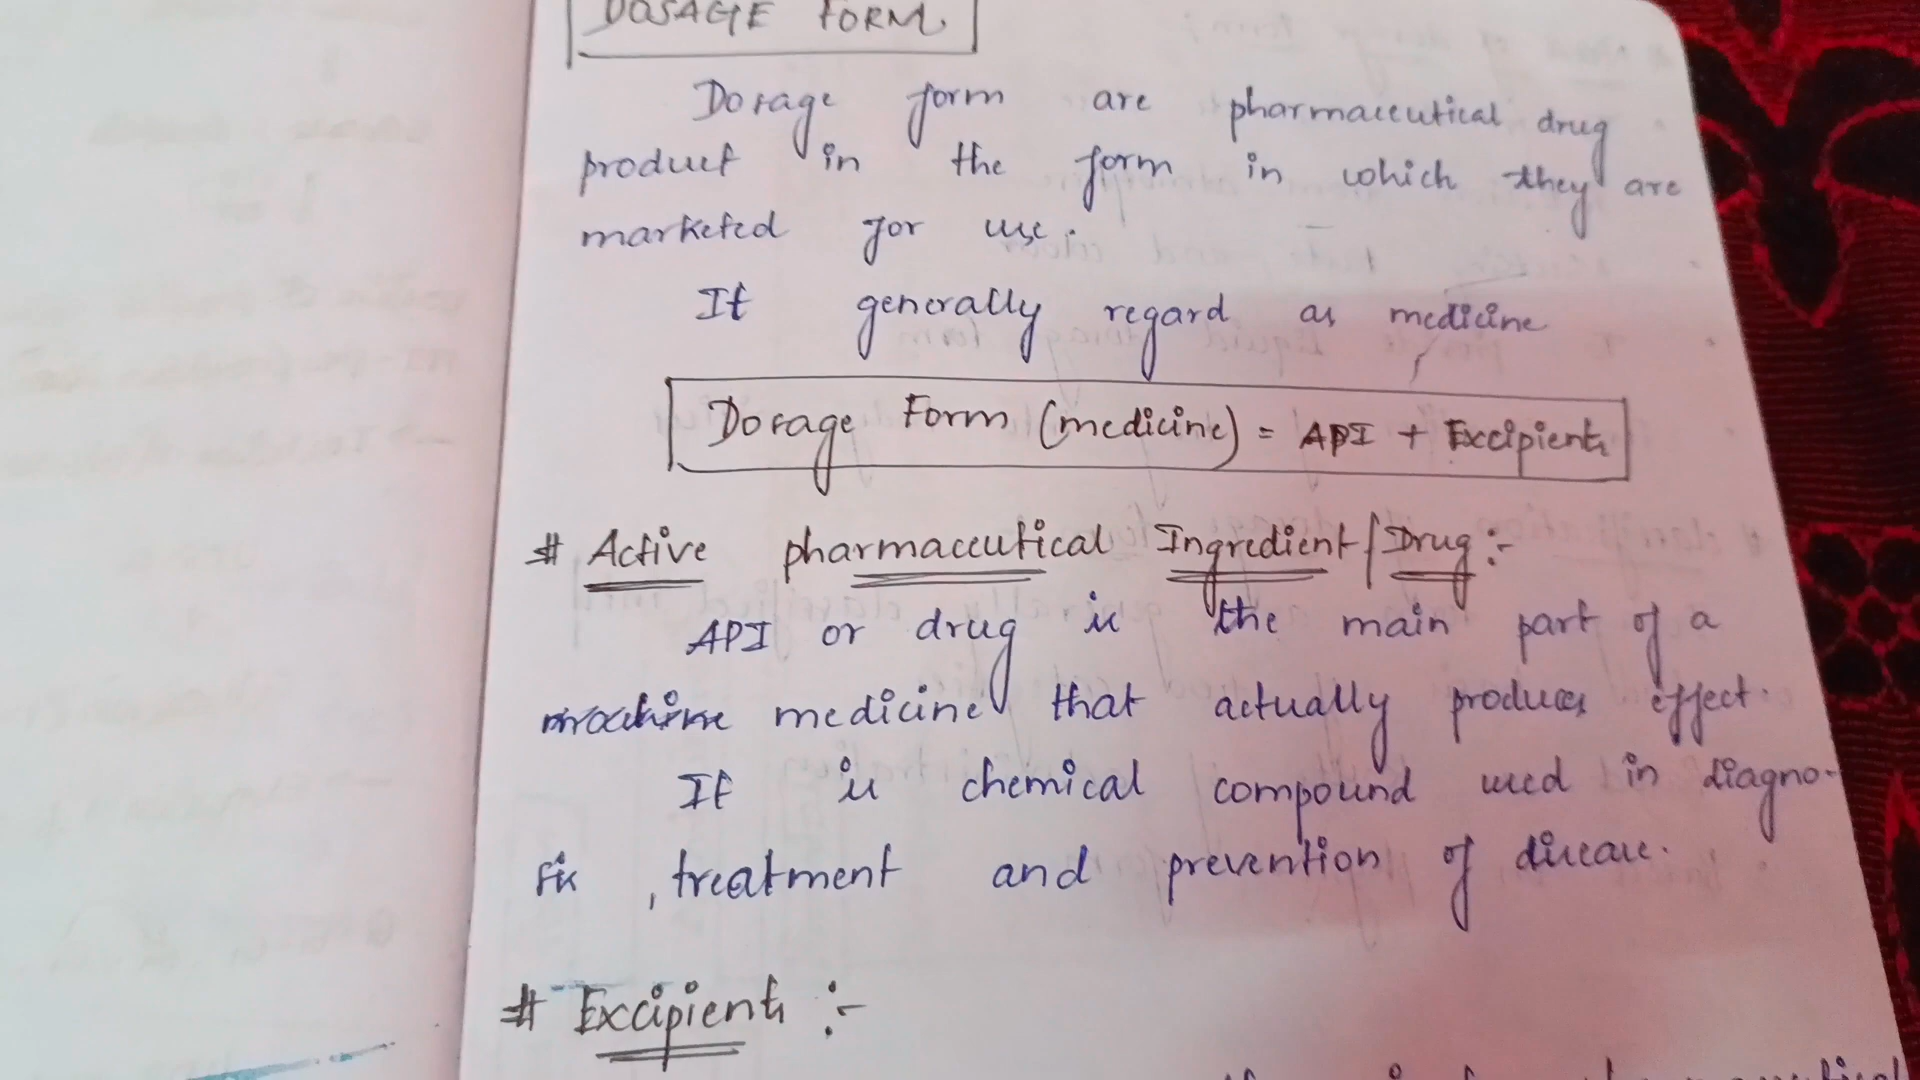 DOSAGE FORM
Dosage form are pharmaceutical drug
product in the form in which they are
marketed for use.
It generally regard as medicine
Dosage Form (medicine) = API + Excipients
# Active pharmaceutical Ingredient/Drug :-
API or drug is the main part of a
medicine that actually produces effect.
It is chemical compound used in diagno-
sis, treatment and prevention of disease.
# Excipients :-